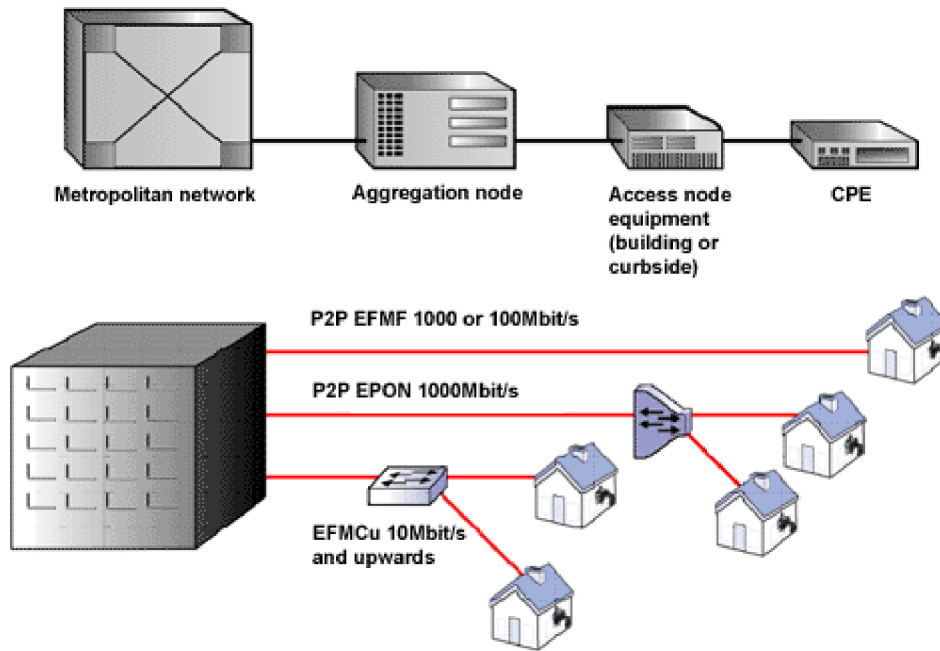 Metropolitan network
Aggregation node
Access node
equipment
(building or
curbside)
CPE
P2P EFMF 1000 or 100Mbit/s
P2P EPON 1000Mbit/s
EFMCu 10Mbit/s
and upwards